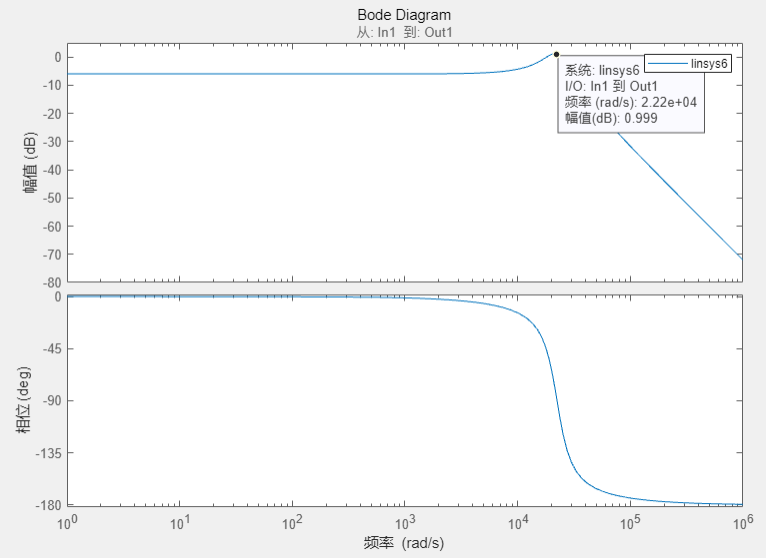 Bode Diagram
从: In1 到: Out1
幅值 (dB)
0
-10
-20
-30
-40
-50
-60
-70
-80
linsys6
系统: linsys6
I/O: In1 到 Out1
频率 (rad/s): 2.22e+04
幅值(dB): 0.999
相位(deg)
0
-45
-90
-135
-180
10^0 10^1 10^2 10^3 10^4 10^5 10^6
频率 (rad/s)